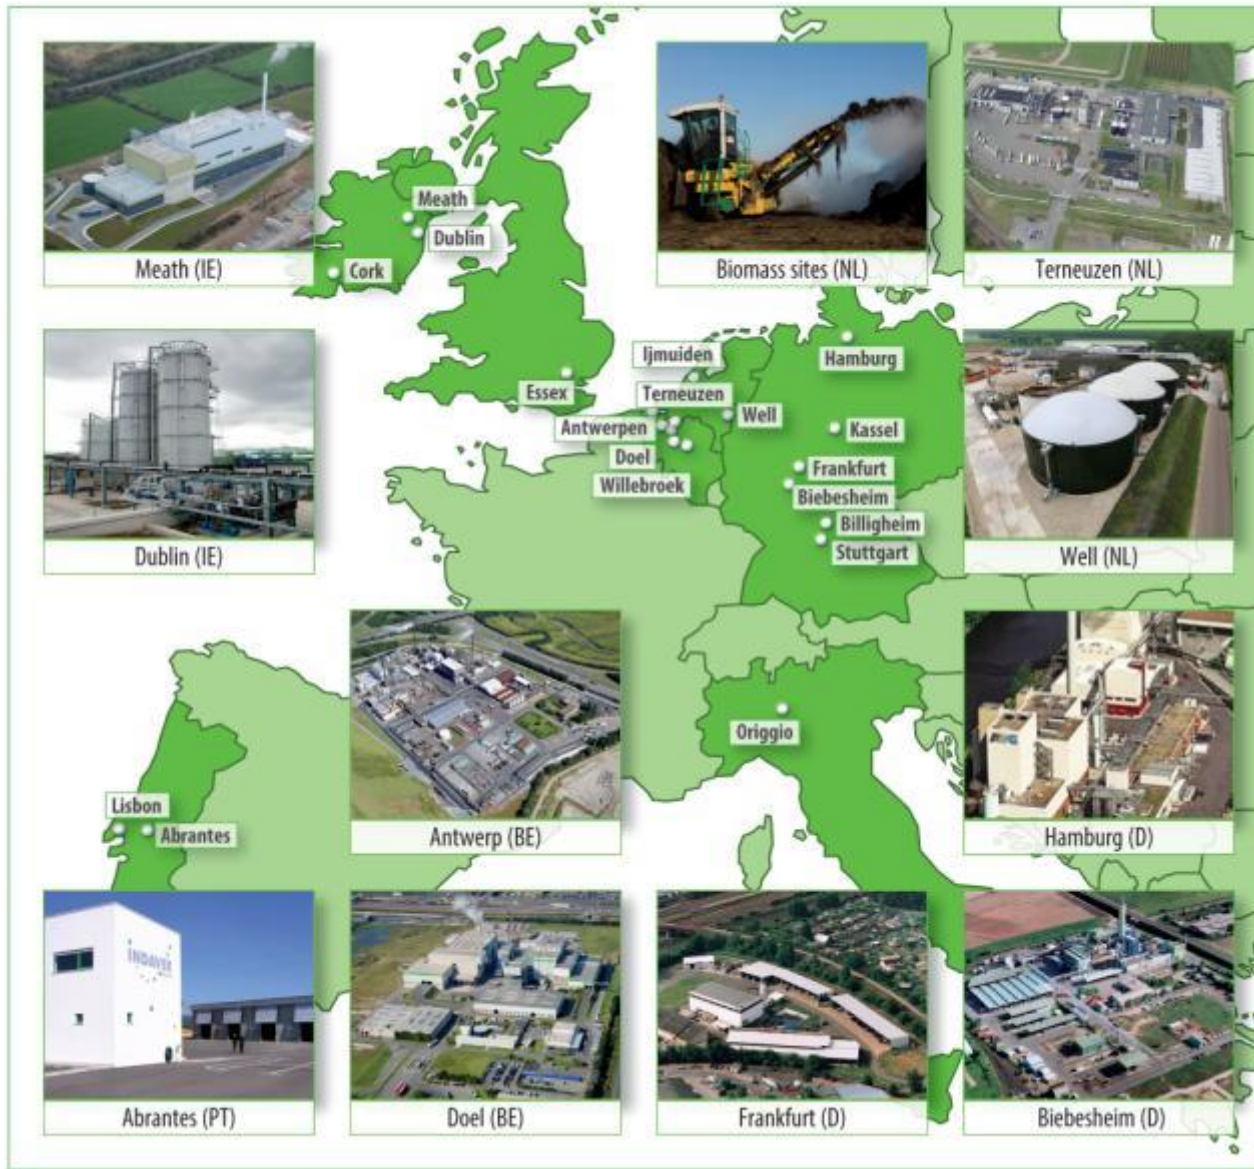 Meath (IE)
Biomass sites (NL)
Terneuzen (NL)
Meath
Dublin
Cork
Dublin (IE)
Essex
Ijmuiden
Terneuzen
Antwerpen
Doel
Willebroek
Well
Hamburg
Kassel
Frankfurt
Biebesheim
Billigheim
Stuttgart
Well (NL)
Origgio
Lisbon
Abrantes
Antwerp (BE)
Hamburg (D)
INDAVER
Abrantes (PT)
Doel (BE)
Frankfurt (D)
Biebesheim (D)